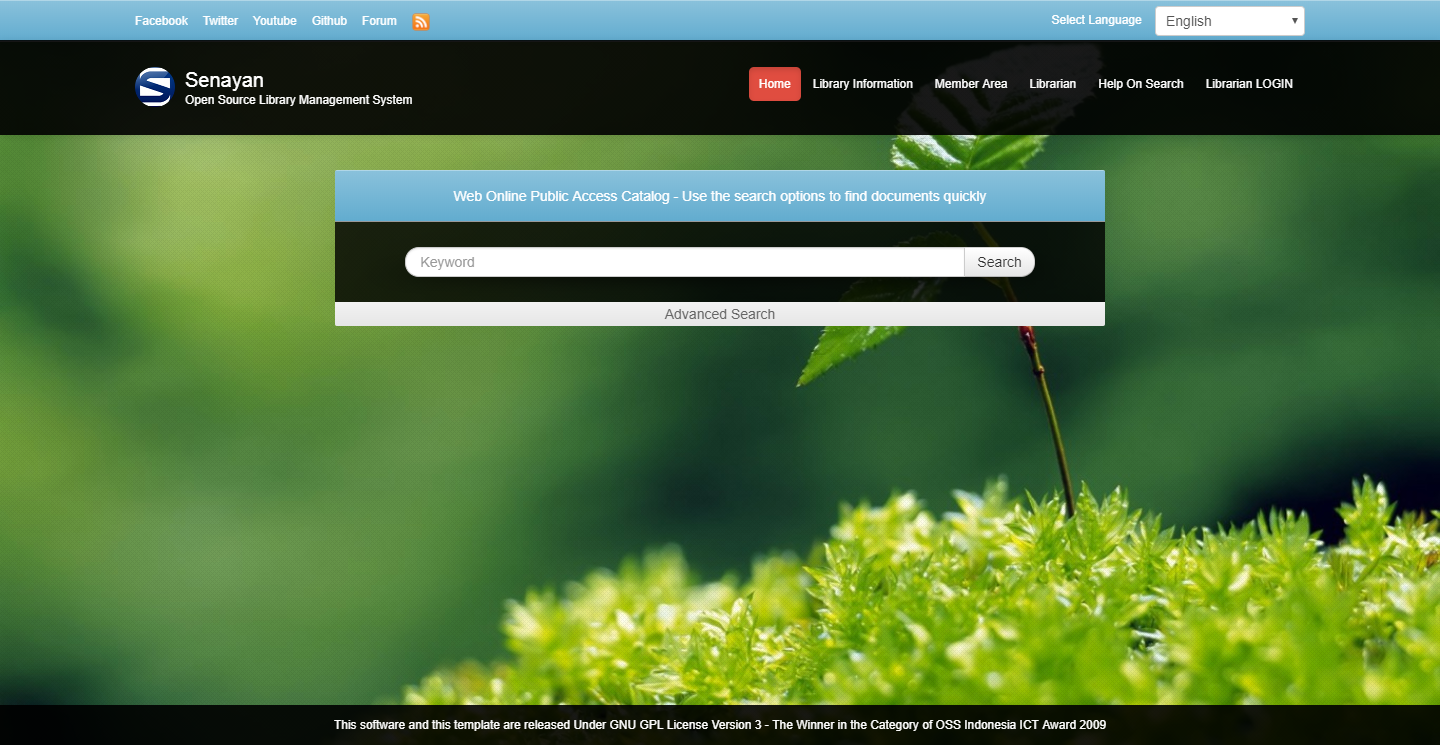 Facebook Twitter Youtube Github Forum Select Language English
Senayan
Open Source Library Management System
Home Library Information Member Area Librarian Help On Search Librarian LOGIN
Web Online Public Access Catalog - Use the search options to find documents quickly
Keyword Search
Advanced Search
This software and this template are released Under GNU GPL License Version 3 - The Winner in the Category of OSS Indonesia ICT Award 2009